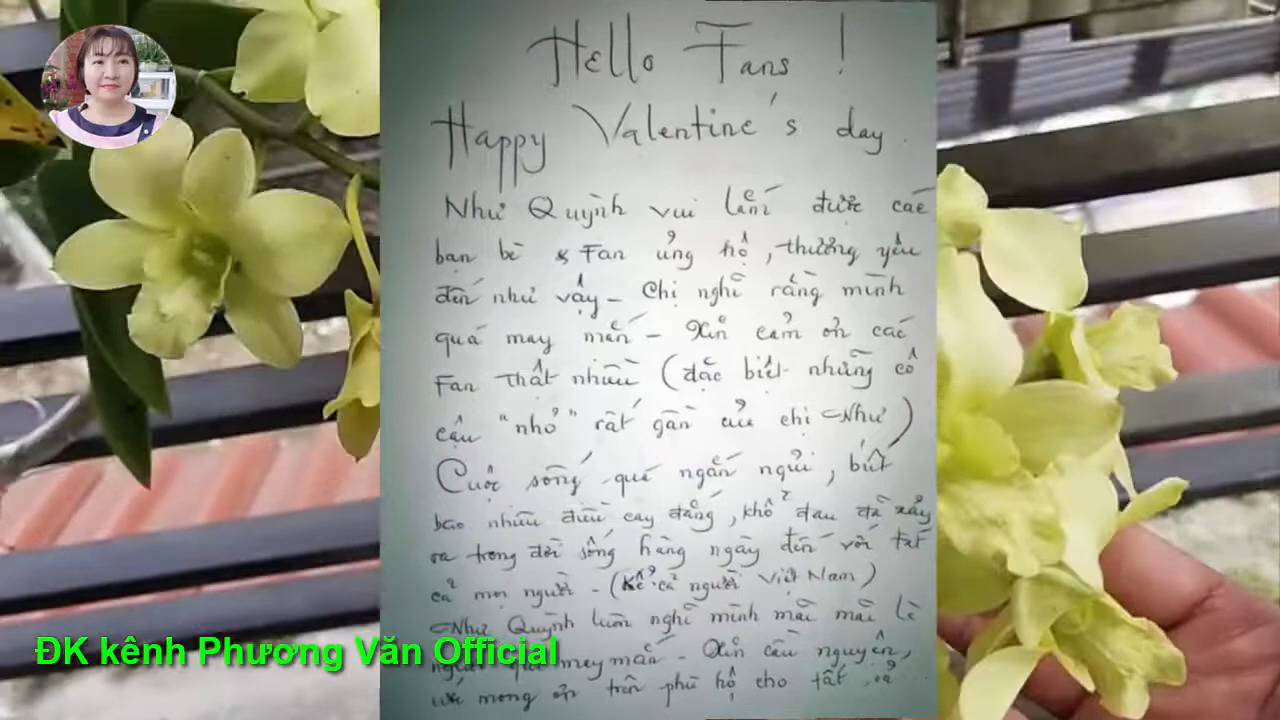 Hello Fans !
Happy Valentine's day.
Như Quỳnh vui lắm được các
bạn bè & Fan ủng hộ, thương yêu
đến như vậy – Chị nghĩ rằng mình
quá may mắn – Xin cảm ơn các
Fan thật nhiều (đặc biệt những cô
cậu "nhỏ" rất gần của chị Như)
Cuộc sống quá ngắn ngủi, biết
bao nhiêu điều cay đắng, khổ đau đã xảy
ra trong đời sống hàng ngày đến với tất
cả mọi người – (Kể cả người Việt Nam)
Như Quỳnh luôn nghĩ mình mãi mãi là
người quá may mắn – Xin cầu nguyện,
ước mong ơn trên phù hộ cho tất cả...
ĐK kênh Phương Văn Official